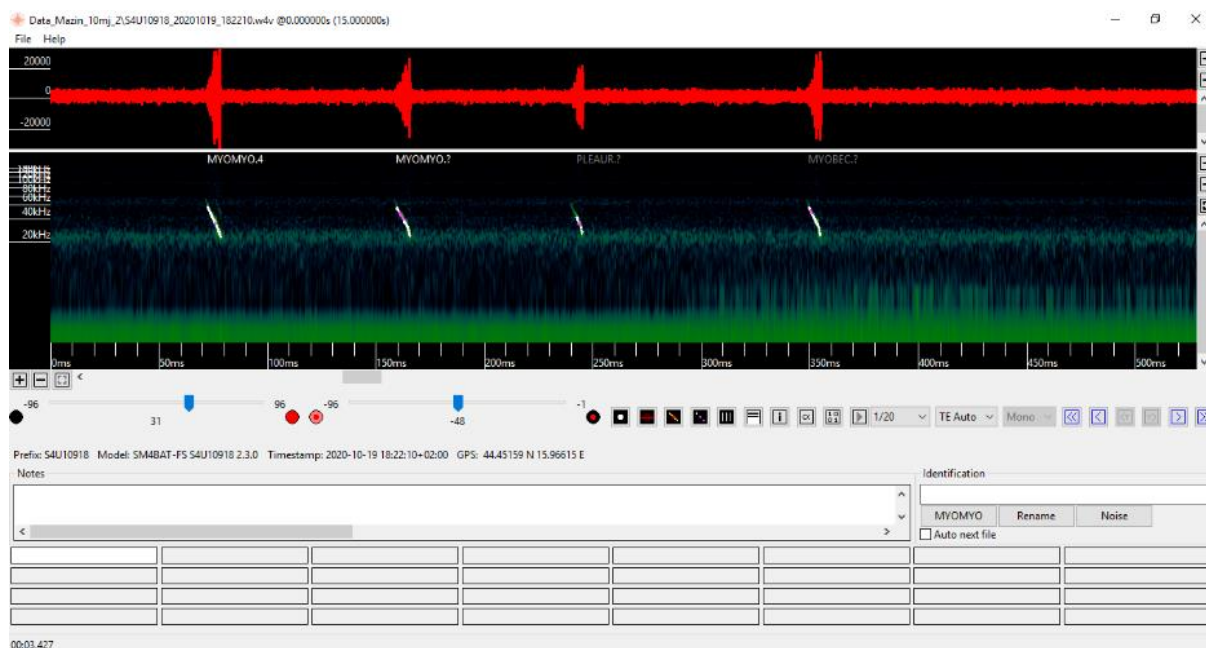 Data_Mazin_10mj_2\S4U10918_20201019_182210.w4v @0.000000s (15.000000s)
File Help
20000
0
-20000
MYOMYO.4 MYOMYO.? PLEAUR.? MYOBEC.?
80kHz
60kHz
40kHz
20kHz
0ms 50ms 100ms 150ms 200ms 250ms 300ms 350ms 400ms 450ms 500ms
-96 31 96 -96 -48 -1
1/20 TE Auto Mono
Prefix: S4U10918 Model: SM4BAT-FS S4U10918 2.3.0 Timestamp: 2020-10-19 18:22:10+02:00 GPS: 44.45159 N 15.96615 E
Notes Identification
MYOMYO Rename Noise
Auto next file
00:03.427